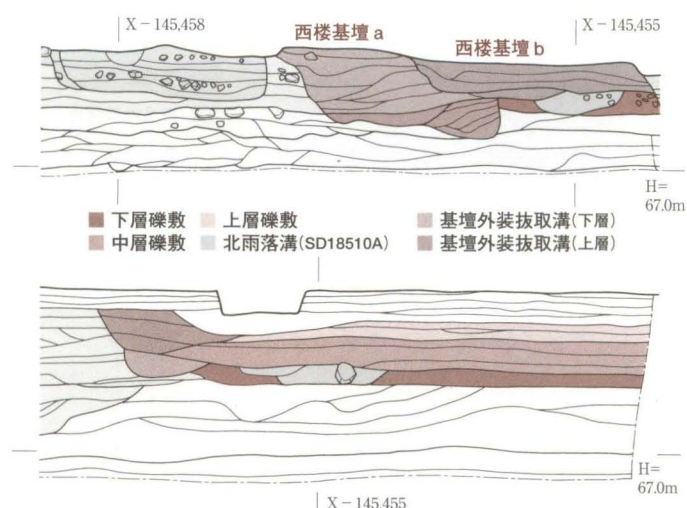 X－145,458
X－145,455
西楼基壇a
西楼基壇b
H=
67.0m
下層礫敷
上層礫敷
基壇外装抜取溝(下層)
中層礫敷
北雨落溝(SD18510A)
基壇外装抜取溝(上層)
H=
67.0m
X－145,455